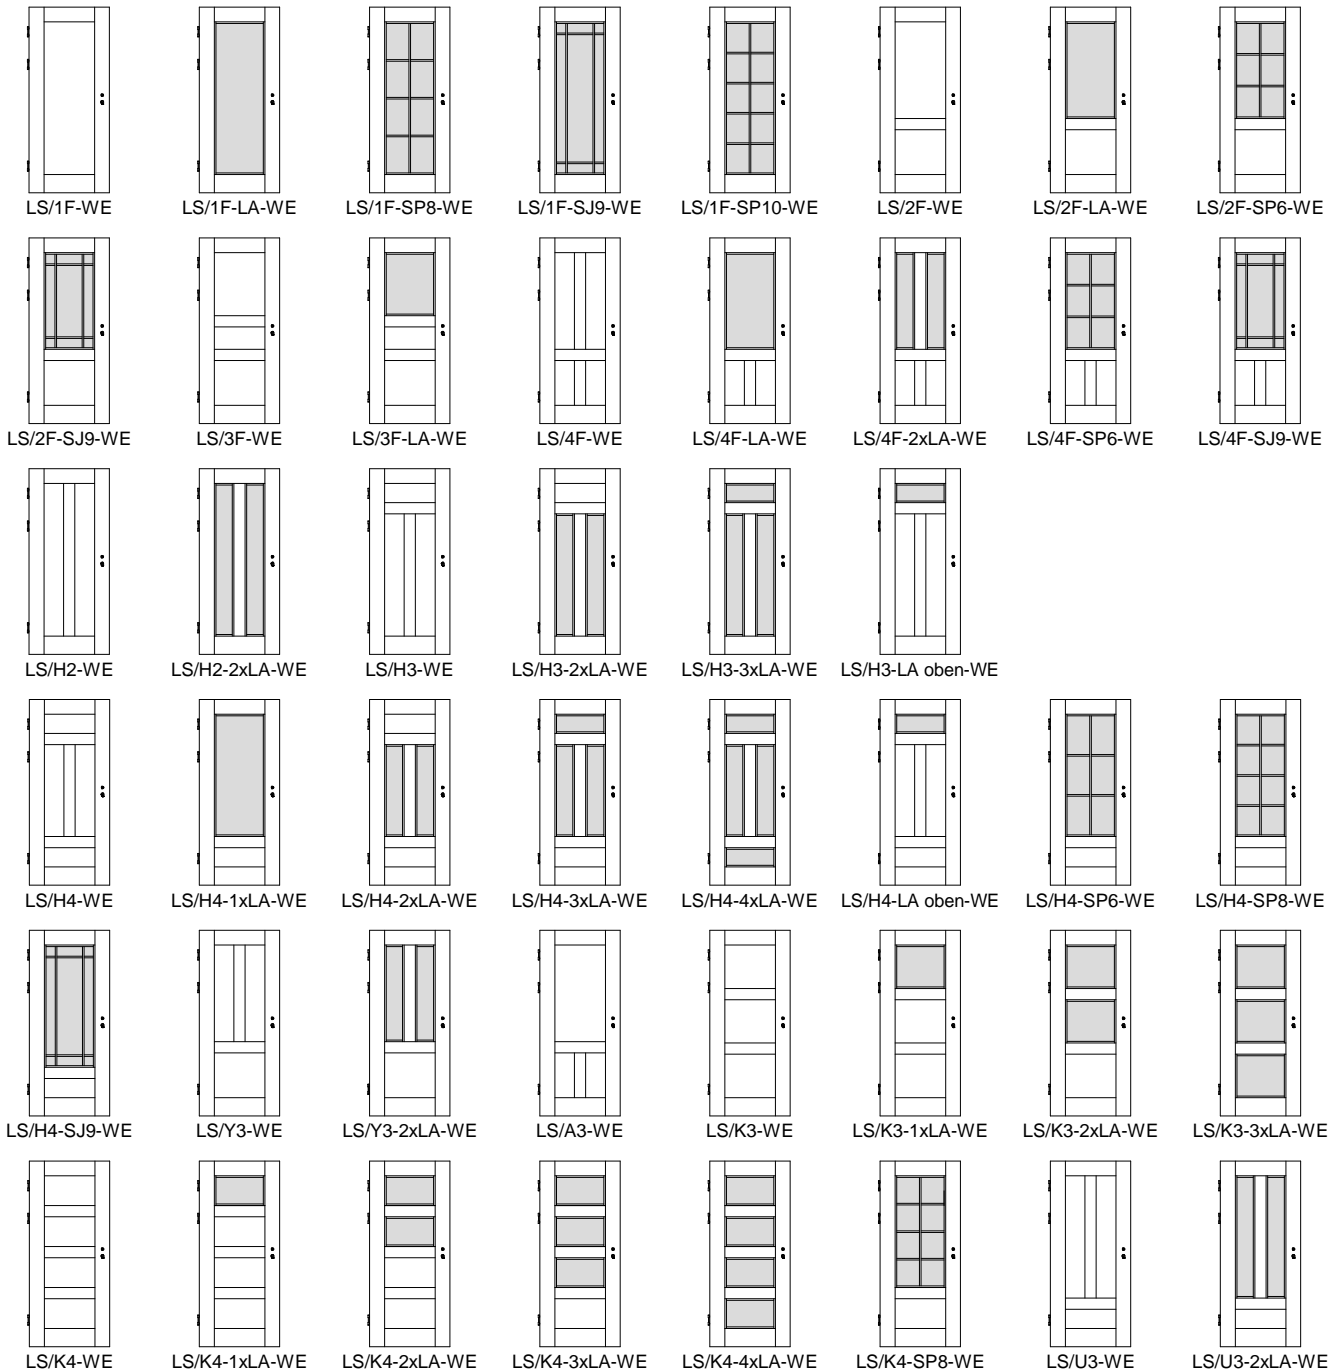 LS/1F-WE LS/1F-LA-WE LS/1F-SP8-WE LS/1F-SJ9-WE LS/1F-SP10-WE LS/2F-WE LS/2F-LA-WE LS/2F-SP6-WE
LS/2F-SJ9-WE LS/3F-WE LS/3F-LA-WE LS/4F-WE LS/4F-LA-WE LS/4F-2xLA-WE LS/4F-SP6-WE LS/4F-SJ9-WE
LS/H2-WE LS/H2-2xLA-WE LS/H3-WE LS/H3-2xLA-WE LS/H3-3xLA-WE LS/H3-LA oben-WE
LS/H4-WE LS/H4-1xLA-WE LS/H4-2xLA-WE LS/H4-3xLA-WE LS/H4-4xLA-WE LS/H4-LA oben-WE LS/H4-SP6-WE LS/H4-SP8-WE
LS/H4-SJ9-WE LS/Y3-WE LS/Y3-2xLA-WE LS/A3-WE LS/K3-WE LS/K3-1xLA-WE LS/K3-2xLA-WE LS/K3-3xLA-WE
LS/K4-WE LS/K4-1xLA-WE LS/K4-2xLA-WE LS/K4-3xLA-WE LS/K4-4xLA-WE LS/K4-SP8-WE LS/U3-WE LS/U3-2xLA-WE